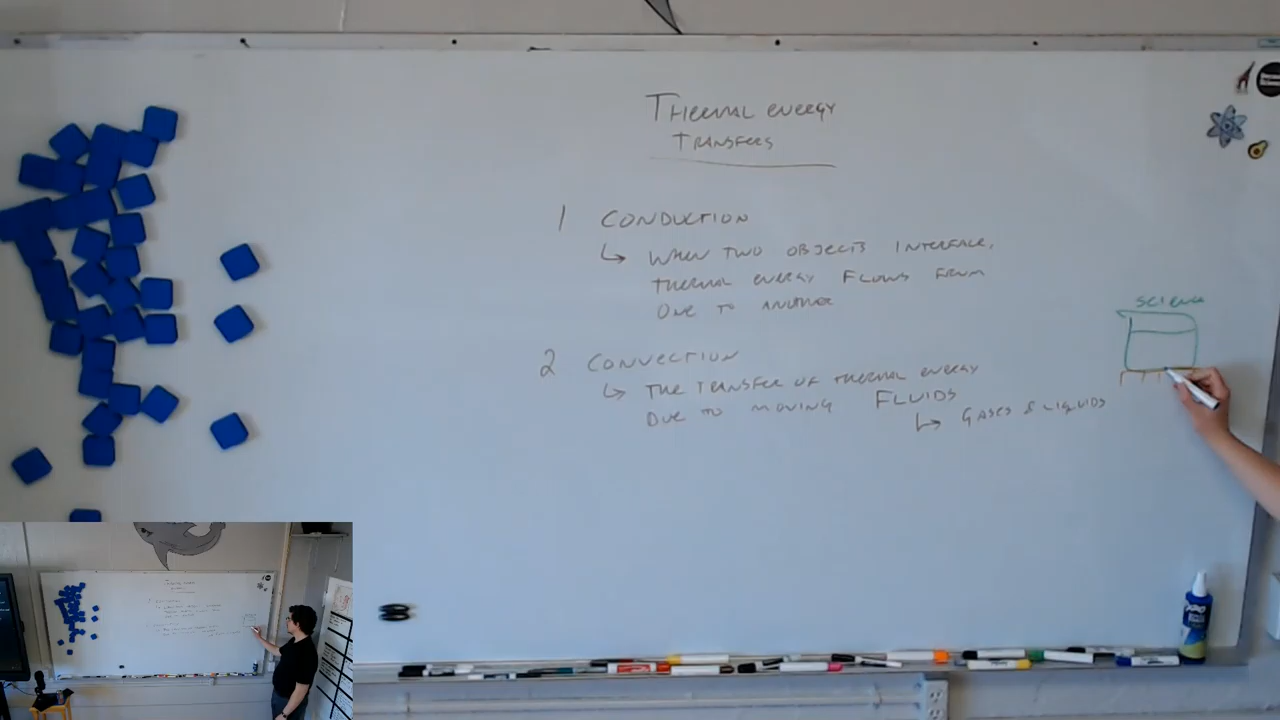 THERMAL ENERGY
TRANSFERS
1 CONDUCTION
↳ WHEN TWO OBJECTS INTERFACE,
THERMAL ENERGY FLOWS FROM
ONE TO ANOTHER
2 CONVECTION
↳ THE TRANSFER OF THERMAL ENERGY
DUE TO MOVING FLUIDS
↳ GASES & LIQUIDS
science
EXPO